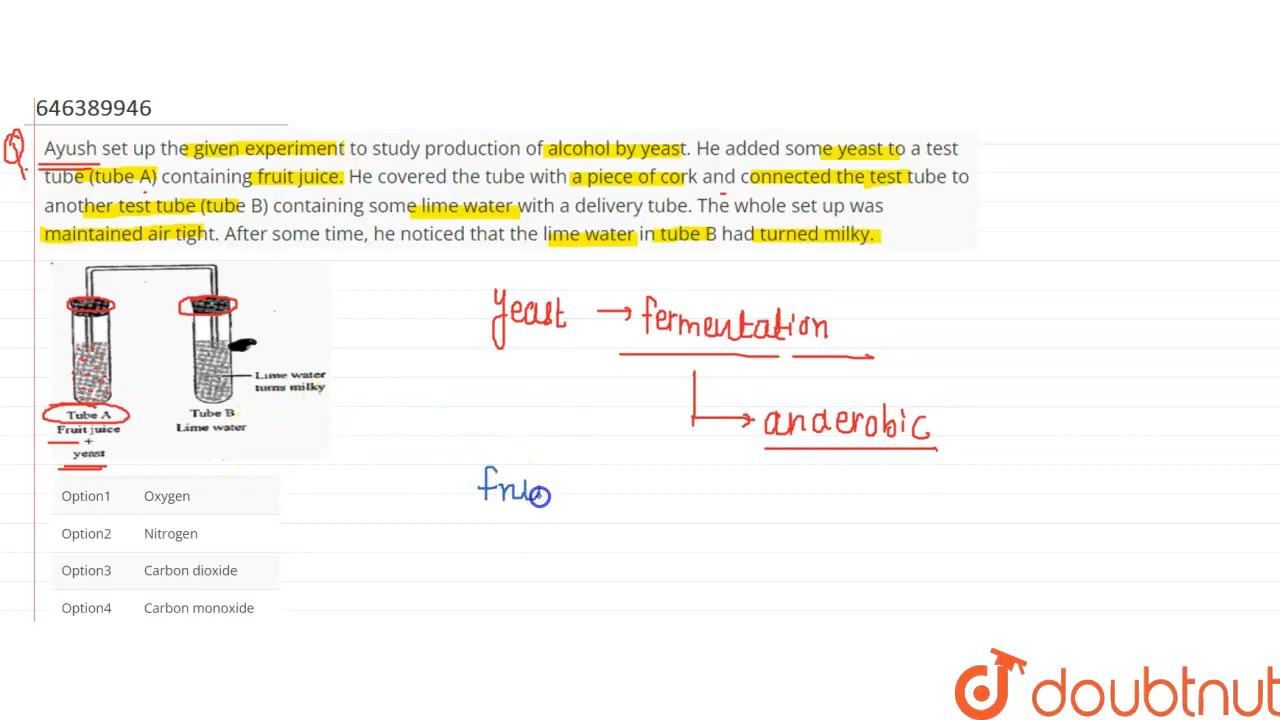 646389946
Q.
Ayush set up the given experiment to study production of alcohol by yeast. He added some yeast to a test
tube (tube A) containing fruit juice. He covered the tube with a piece of cork and connected the test tube to
another test tube (tube B) containing some lime water with a delivery tube. The whole set up was
maintained air tight. After some time, he noticed that the lime water in tube B had turned milky.
yeast → fermentation
Lime water
turns milky
Tube A
Tube B
anderobic
Fruit juice
Lime water
+
yeast
Option1 Oxygen
Option2 Nitrogen
Option3 Carbon dioxide
Option4 Carbon monoxide
doubtnut